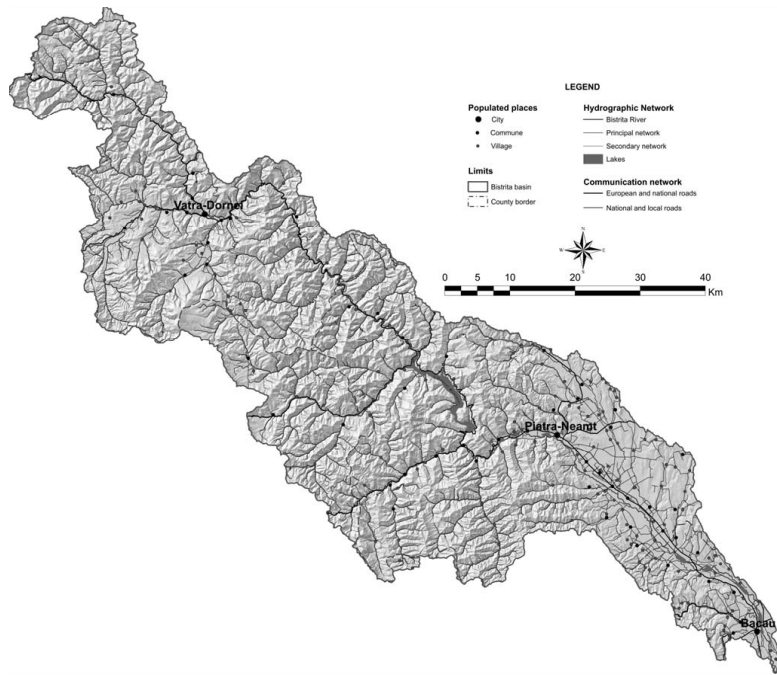 LEGEND
Populated places
City
Commune
Village
Limits
Bistrita basin
County border
Hydrographic Network
Bistrita River
Principal network
Secondary network
Lakes
Communication network
European and national roads
National and local roads
N
W E
S
0 5 10 20 30 40
Km
Vatra-Dornei
Piatra-Neamt
Bacau